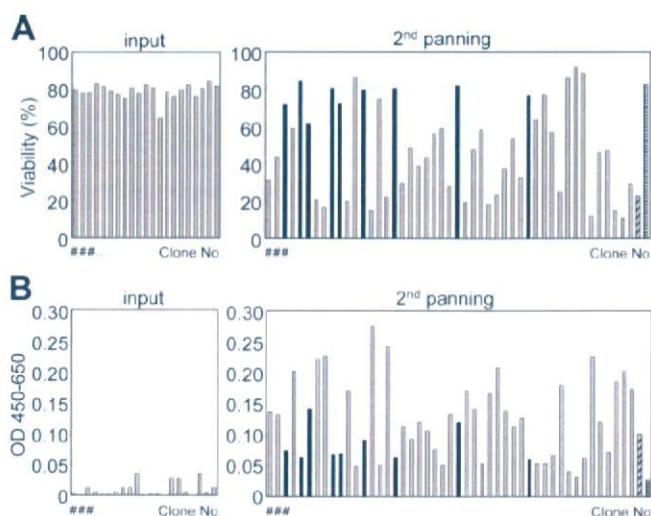 A
input
2nd panning
Viability (%)
100
80
60
40
20
0
100
80
60
40
20
0
###
Clone No
###
Clone No
B
input
2nd panning
OD 450-650
0.30
0.25
0.20
0.15
0.10
0.05
0
0.30
0.25
0.20
0.15
0.10
0.05
0
###
Clone No.
###
Clone No.